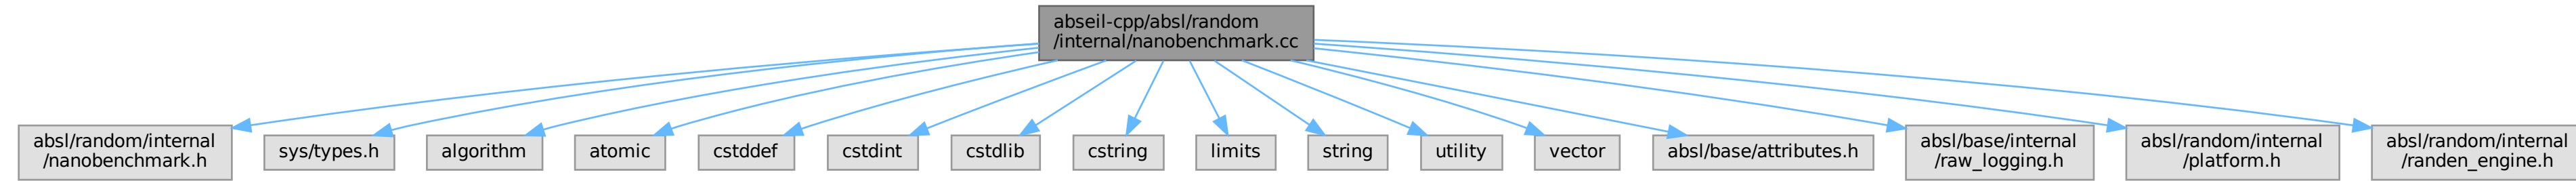 abseil-cpp/absl/random
/internal/nanobenchmark.cc
absl/random/internal
/nanobenchmark.h
sys/types.h
algorithm
atomic
cstddef
cstdint
cstdlib
cstring
limits
string
utility
vector
absl/base/attributes.h
absl/base/internal
/raw_logging.h
absl/random/internal
/platform.h
absl/random/internal
/randen_engine.h